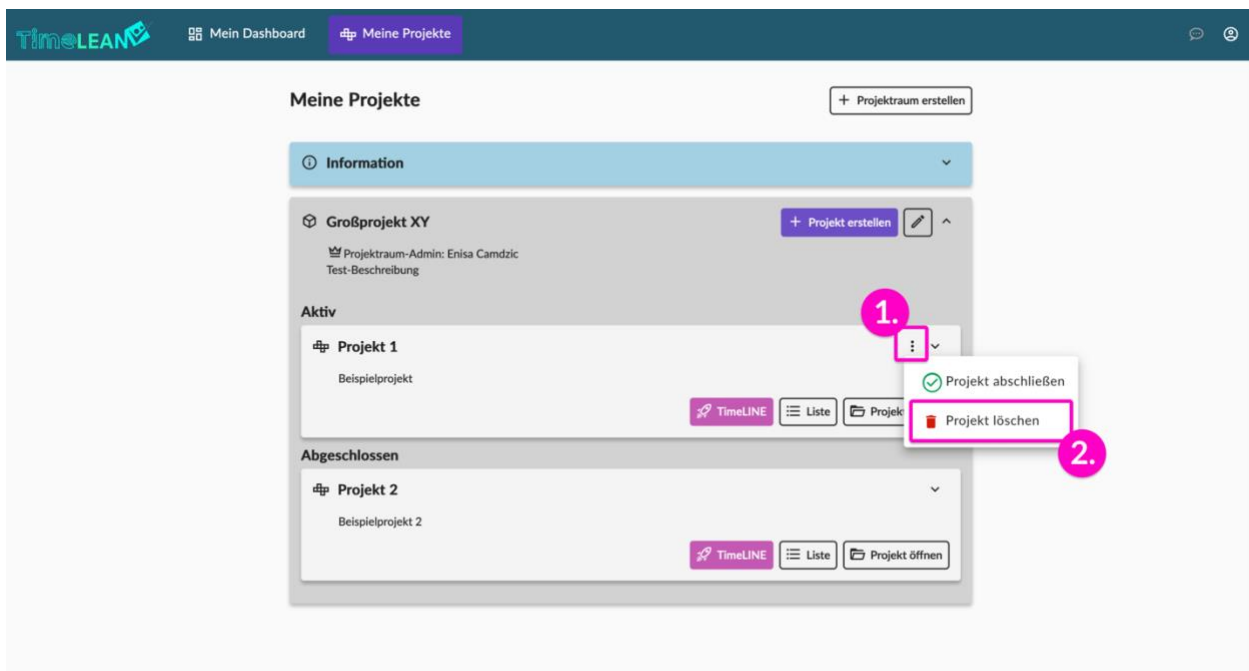 TimeLEAN Mein Dashboard Meine Projekte
Meine Projekte + Projektraum erstellen
Information
Großprojekt XY + Projekt erstellen
Projektraum-Admin: Enisa Camdzic
Test-Beschreibung
Aktiv
1.
Projekt 1
Beispielprojekt
Projekt abschließen
TimeLINE Liste Projek
Projekt löschen
2.
Abgeschlossen
Projekt 2
Beispielprojekt 2
TimeLINE Liste Projekt öffnen